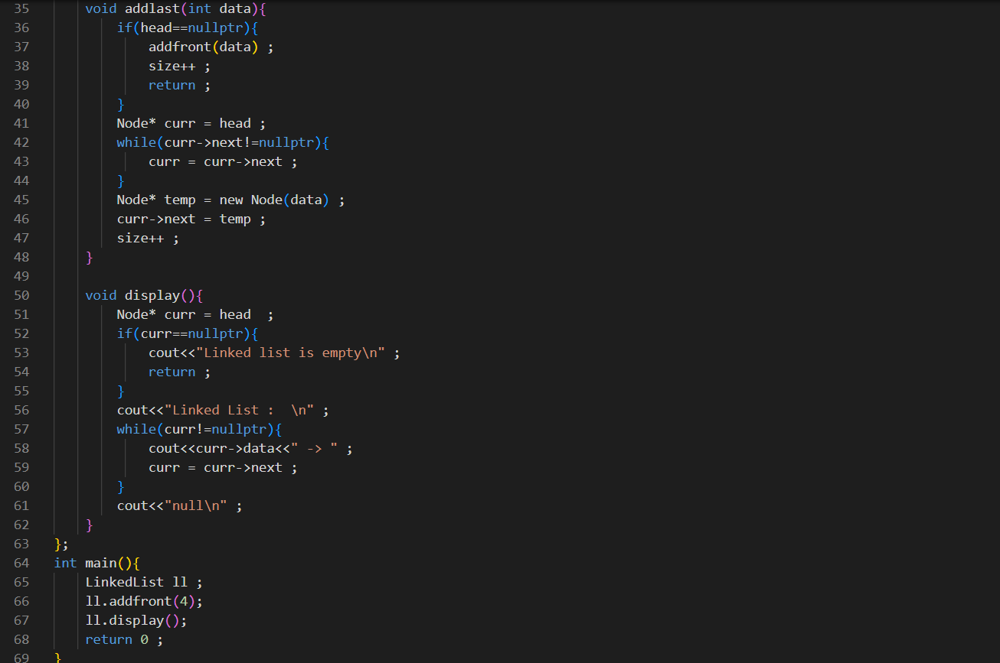 35 void addlast(int data){
36 if(head==nullptr){
37 addfront(data) ;
38 size++ ;
39 return ;
40 }
41 Node* curr = head ;
42 while(curr->next!=nullptr){
43 curr = curr->next ;
44 }
45 Node* temp = new Node(data) ;
46 curr->next = temp ;
47 size++ ;
48 }
49
50 void display(){
51 Node* curr = head  ;
52 if(curr==nullptr){
53 cout<<"Linked list is empty\n" ;
54 return ;
55 }
56 cout<<"Linked List :  \n" ;
57 while(curr!=nullptr){
58 cout<<curr->data<<" -> " ;
59 curr = curr->next ;
60 }
61 cout<<"null\n" ;
62 }
63 };
64 int main(){
65 LinkedList ll ;
66 ll.addfront(4);
67 ll.display();
68 return 0 ;
69 }